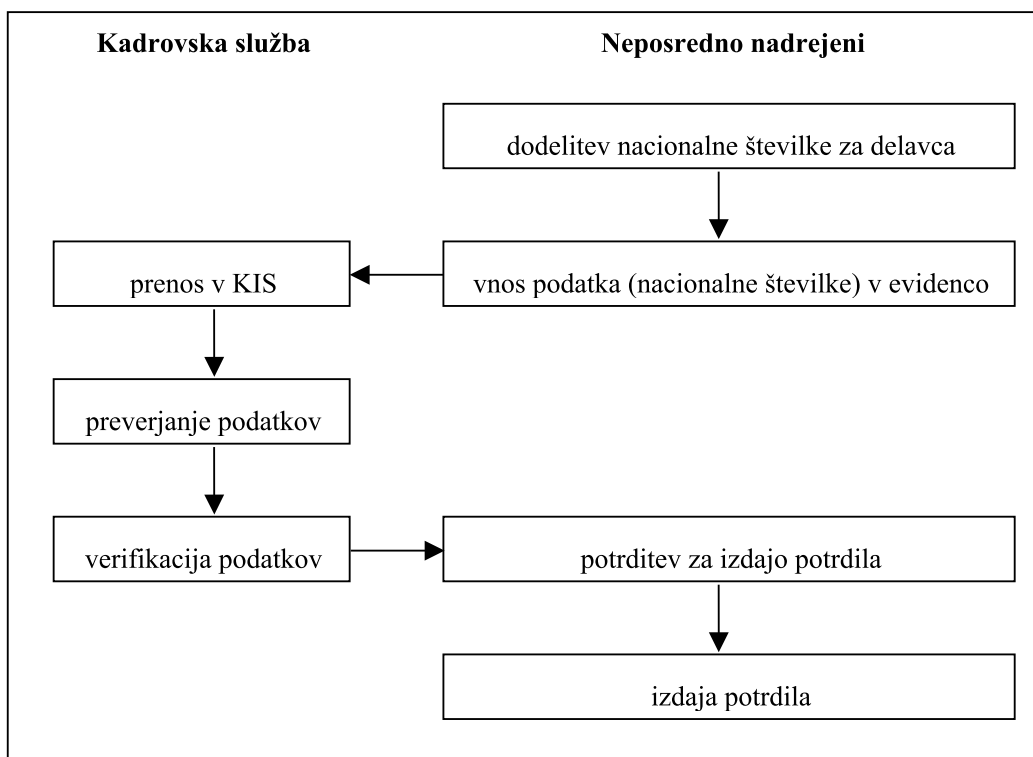 Kadrovska služba
Neposredno nadrejeni
dodelitev nacionalne številke za delavca
prenos v KIS
vnos podatka (nacionalne številke) v evidenco
preverjanje podatkov
verifikacija podatkov
potrditev za izdajo potrdila
izdaja potrdila